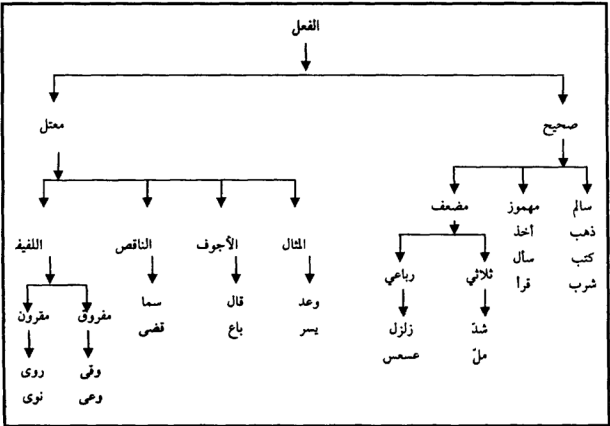 الفعل
صحيح
معتل
سالم
ذهب
كتب
شرب
مهموز
أخذ
سأل
قرأ
مضعف
ثلاثي
شدّ
ملّ
رباعي
زلزل
عسعس
المثال
وعد
يسر
الأجوف
قال
باع
الناقص
سما
قضى
اللفيف
مفروق
وقى
وعى
مقرون
روى
نوى